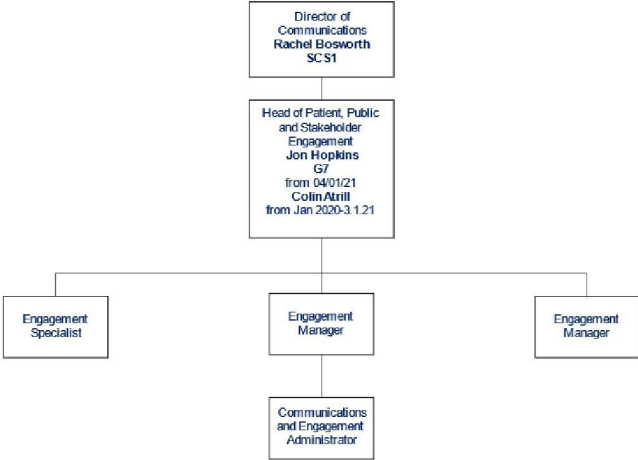 Director of
Communications
Rachel Bosworth
SCS1
Head of Patient, Public
and Stakeholder
Engagement
Jon Hopkins
G7
from 04/01/21
Colin Atrill
from Jan 2020-3.1.21
Engagement
Specialist
Engagement
Manager
Engagement
Manager
Communications
and Engagement
Administrator